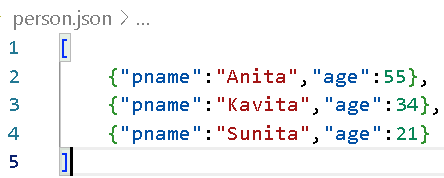 person.json > ...
1 [
2 {"pname":"Anita","age":55},
3 {"pname":"Kavita","age":34},
4 {"pname":"Sunita","age":21}
5 ]